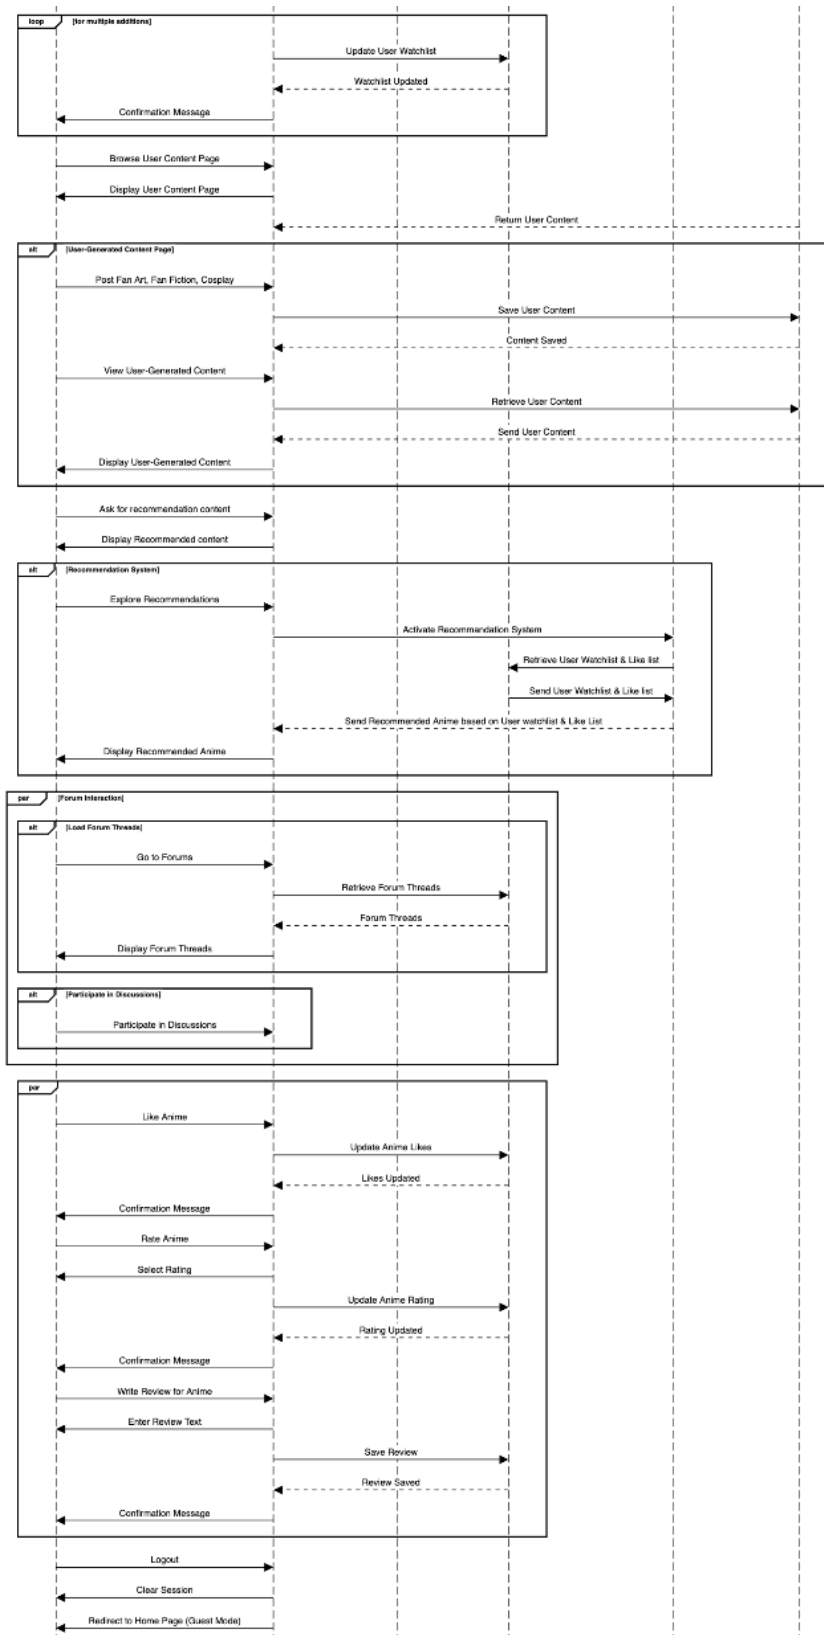 loop [for multiple additions]
Update User Watchlist
Watchlist Updated
Confirmation Message
Browse User Content Page
Display User Content Page
Return User Content
alt [User-Generated Content Page]
Post Fan Art, Fan Fiction, Cosplay
Save User Content
Content Saved
View User-Generated Content
Retrieve User Content
Send User Content
Display User-Generated Content
Ask for recommendation content
Display Recommended content
alt [Recommendation System]
Explore Recommendations
Activate Recommandation System
Retrieve User Watchlist & Like list
Send User Watchlist & Like list
Send Recommended Anime based on User watchlist & Like List
Display Recommended Anime
par [Forum Interaction]
alt [Load Forum Threads]
Go to Forums
Retrieve Forum Threads
Forum Threads
Display Forum Threads
alt [Participate in Discussions]
Participate in Discussions
par
Like Anime
Update Anime Likes
Likes Updated
Confirmation Message
Rate Anime
Select Rating
Update Anime Rating
Rating Updated
Confirmation Message
Write Review for Anime
Enter Review Text
Save Review
Review Saved
Confirmation Message
Logout
Clear Session
Redirect to Home Page (Guest Mode)